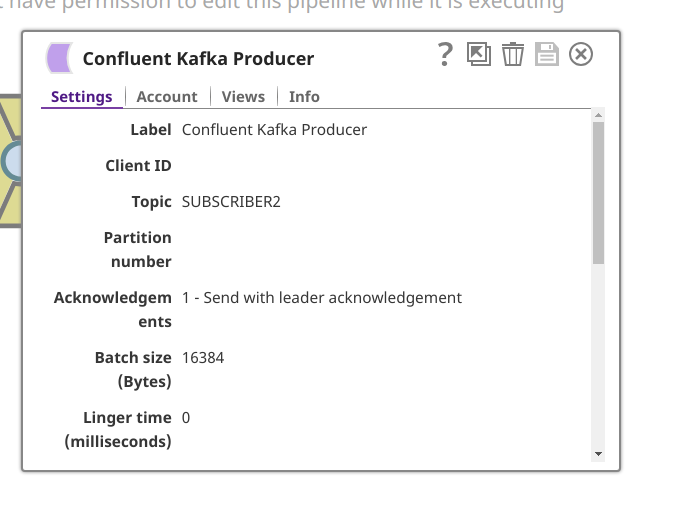 t have permission to edit this pipeline while it is executing
Confluent Kafka Producer
?
Settings Account Views Info
Label Confluent Kafka Producer
Client ID
Topic SUBSCRIBER2
Partition
number
Acknowledgem 1 - Send with leader acknowledgement
ents
Batch size 16384
(Bytes)
Linger time 0
(milliseconds)